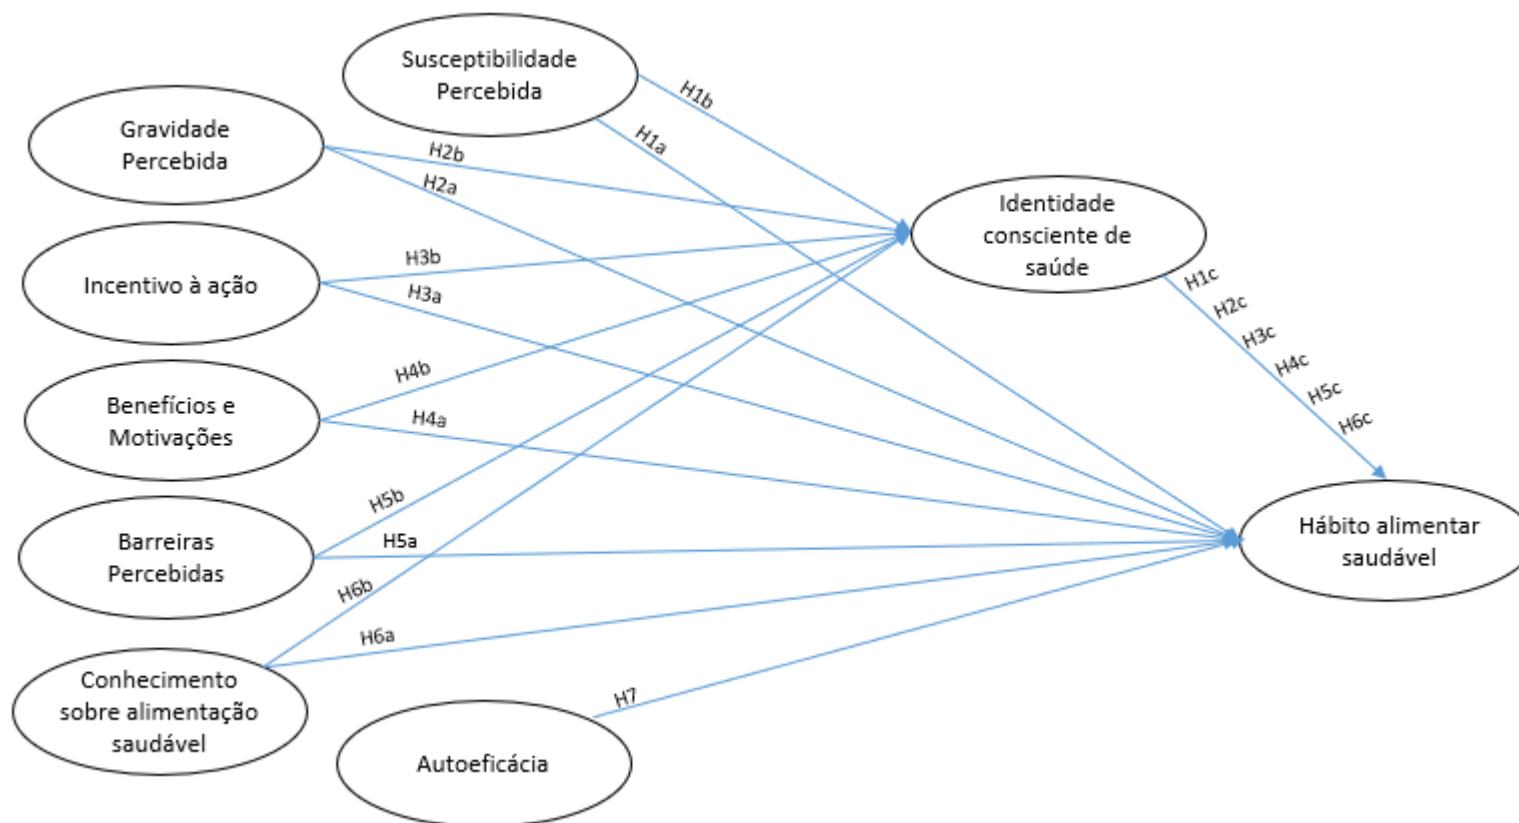 Susceptibilidade
Percebida
H1b
H1a
Gravidade
Percebida
H2b
H2a
Identidade
consciente de
saúde
Incentivo à ação
H3b
H3a
H1c
H2c
H3c
H4c
H5c
H6c
Benefícios e
Motivações
H4b
H4a
Barreiras
Percebidas
H5b
H5a
Hábito alimentar
saudável
Conhecimento
sobre alimentação
saudável
H6b
H6a
H7
Autoeficácia